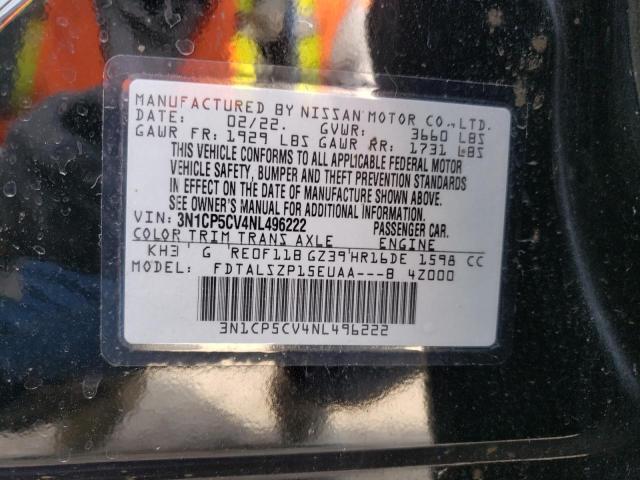 MANUFACTURED BY NISSAN MOTOR CO.,LTD.
DATE: 02/22. GVWR: 3660 LBS
GAWR FR: 1929 LBS GAWR RR: 1731 LBS
THIS VEHICLE CONFORMS TO ALL APPLICABLE FEDERAL MOTOR
VEHICLE SAFETY, BUMPER AND THEFT PREVENTION STANDARDS
IN EFFECT ON THE DATE OF MANUFACTURE SHOWN ABOVE.
SEE OWNER'S MANUAL FOR ADDITIONAL INFORMATION.
VIN: 3N1CP5CV4NL496222 PASSENGER CAR.
COLOR TRIM TRANS AXLE ENGINE
KH3 ' G RE0F11B GZ39'HR16DE 1598 CC
MODEL: FDTALSZP15EUAA---B 4Z000
3N1CP5CV4NL496222